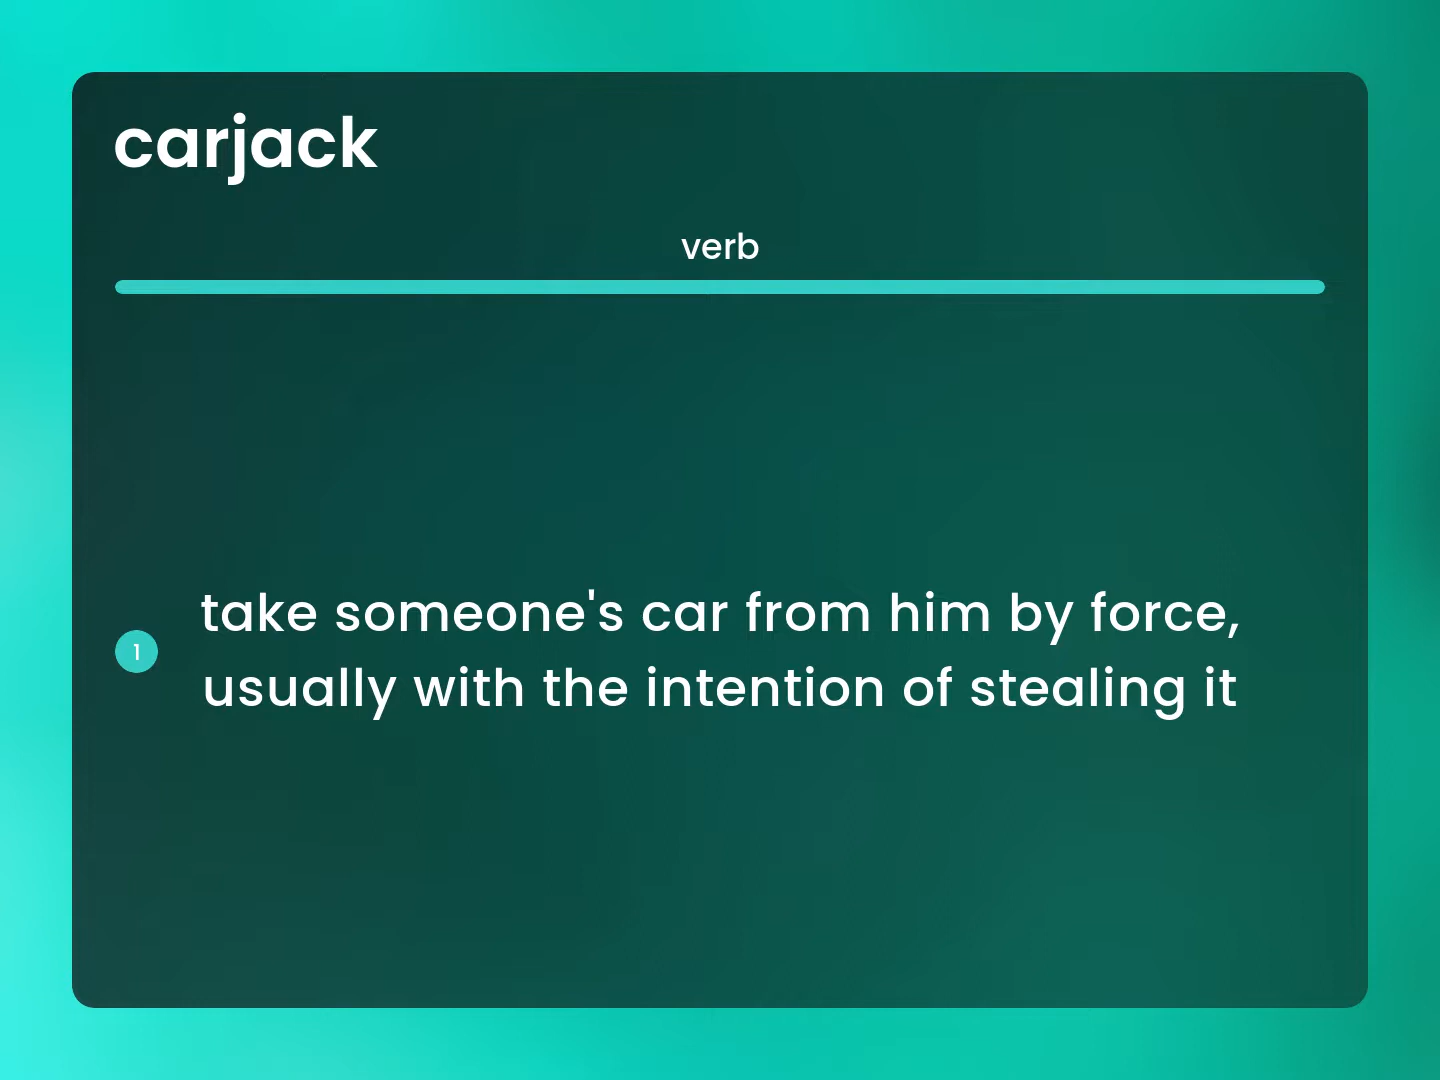 carjack
verb
1
take someone's car from him by force,
usually with the intention of stealing it